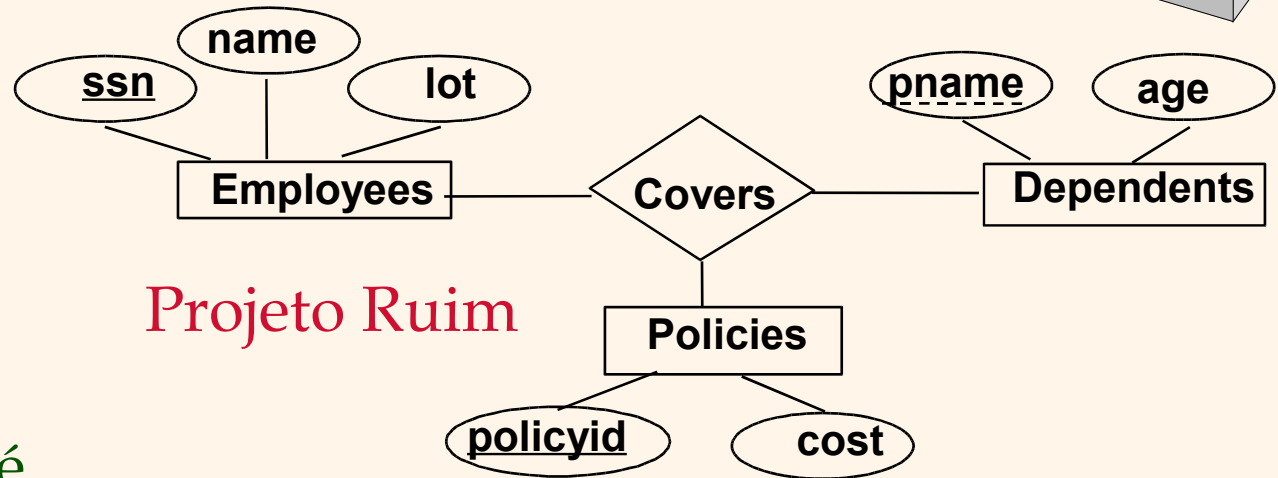 name
ssn
lot
pname
age
Employees
Covers
Dependents
Projeto Ruim
Policies
policyid
cost
é